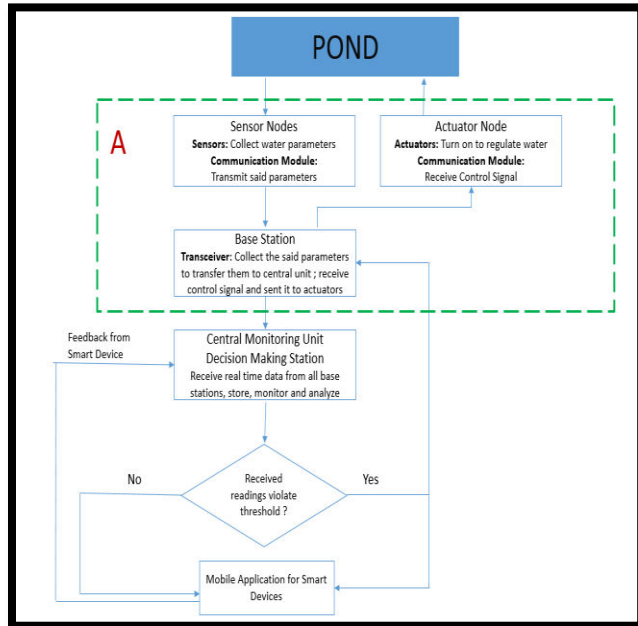 POND
A
Sensor Nodes
Sensors: Collect water parameters
Communication Module:
Transmit said parameters
Actuator Node
Actuators: Turn on to regulate water
Communication Module:
Receive Control Signal
Base Station
Transceiver: Collect the said parameters
to transfer them to central unit ; receive
control signal and sent it to actuators
Feedback from
Smart Device
Central Monitoring Unit
Decision Making Station
Receive real time data from all base
stations, store, monitor and analyze
No
Received
readings violate
threshold ?
Yes
Mobile Application for Smart
Devices